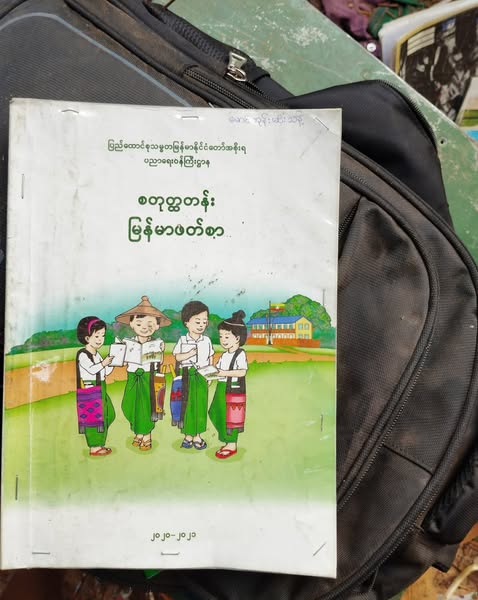 ပြည်ထောင်စုသမ္မတမြန်မာနိုင်ငံတော်အစိုးရ
ပညာရေးဝန်ကြီးဌာန
စတုတ္ထတန်း
မြန်မာဖတ်စာ
၂၀၂၀-၂၀၂၁